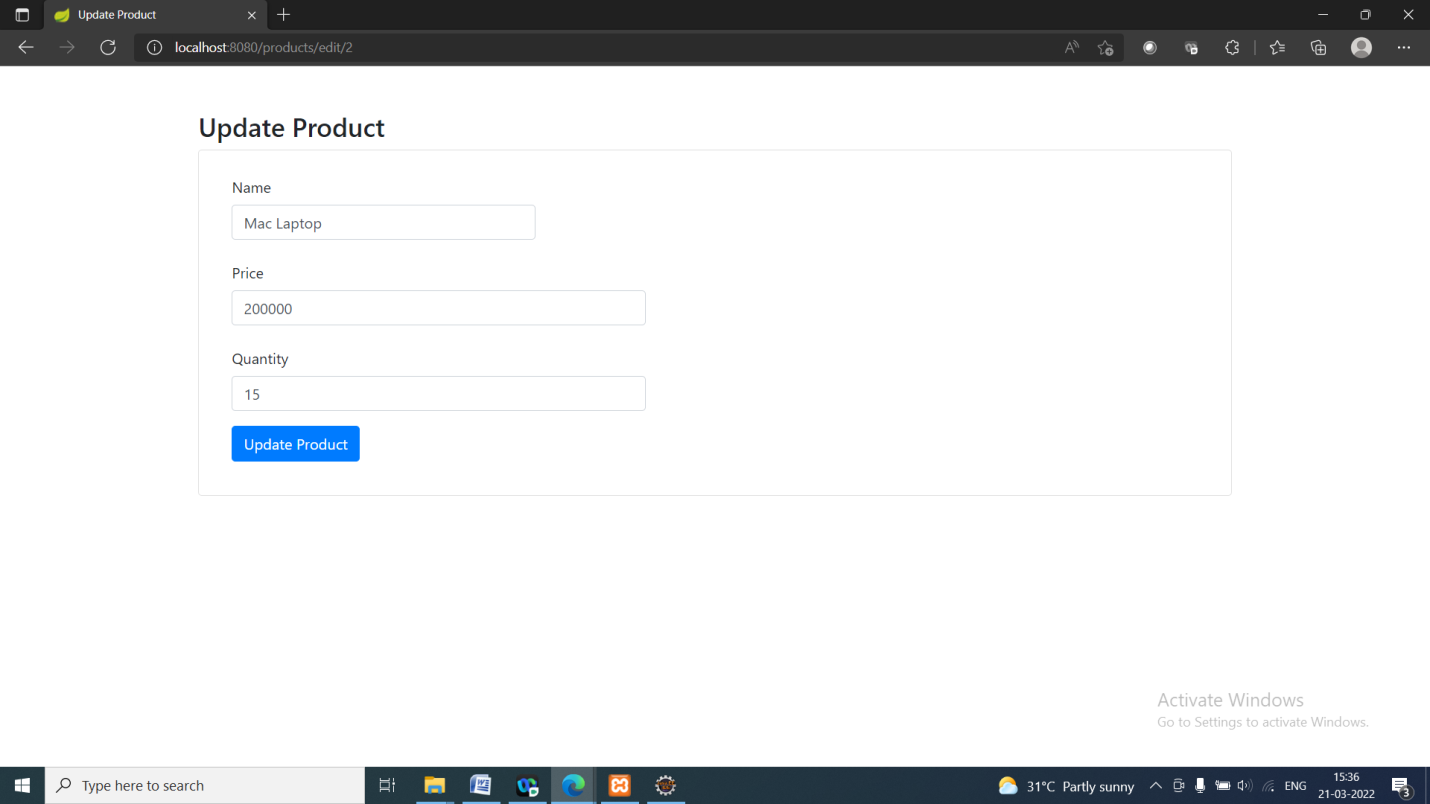 Update Product
localhost:8080/products/edit/2
Update Product
Name
Mac Laptop
Price
200000
Quantity
15
Update Product
Activate Windows
Go to Settings to activate Windows.
Type here to search
31°C Partly sunny
ENG
15:36
21-03-2022
3